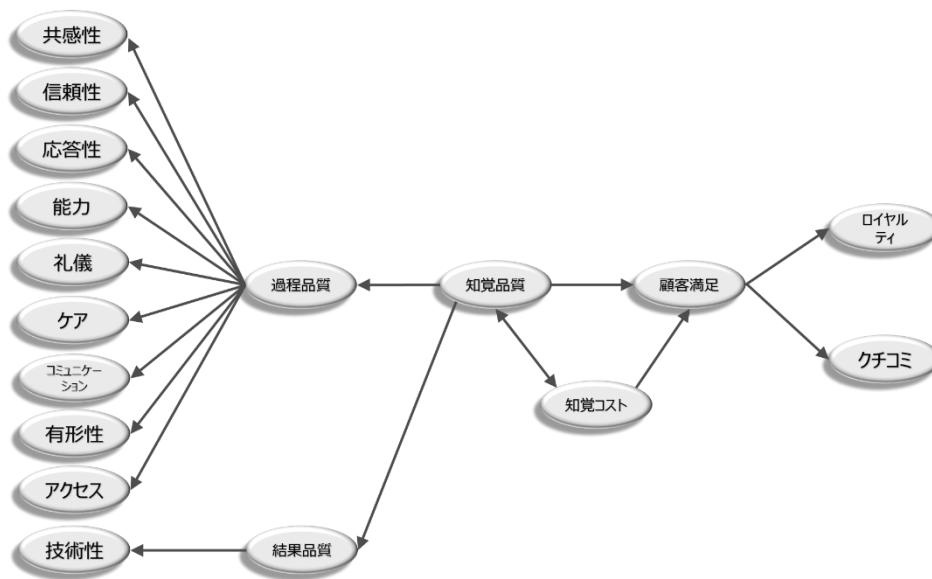 共感性
信頼性
応答性
能力
礼儀
ケア
コミュニケー
ション
有形性
アクセス
技術性
過程品質
結果品質
知覚品質
知覚コスト
顧客満足
ロイヤル
ティ
クチコミ